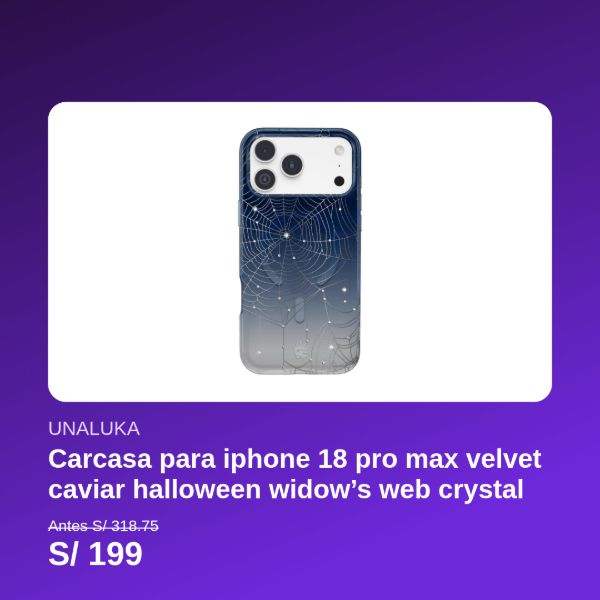 UNALUKA
Carcasa para iphone 18 pro max velvet
caviar halloween widow’s web crystal
Antes S/ 318.75
S/ 199